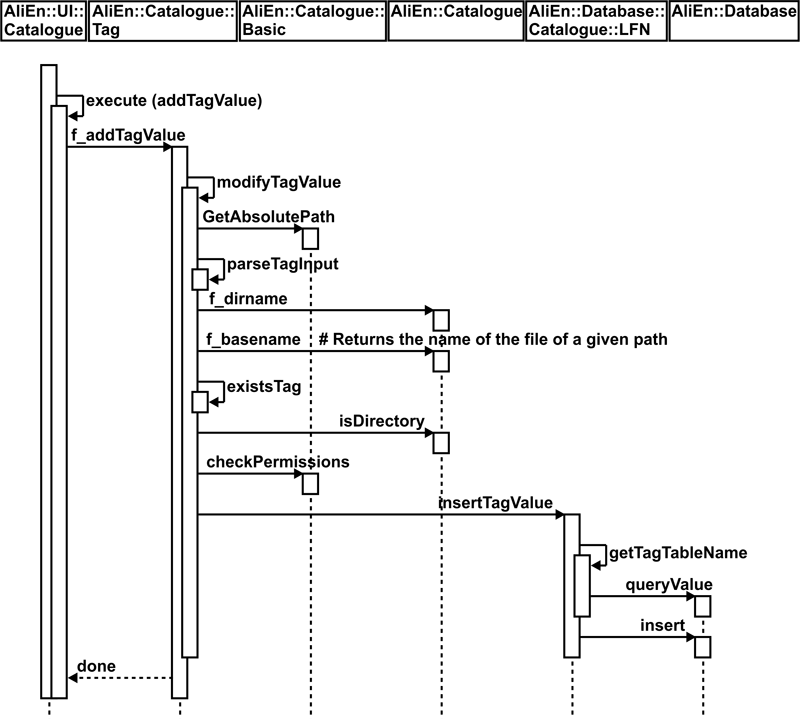 AliEn::UI::
Catalogue
AliEn::Catalogue::
Tag
AliEn::Catalogue::
Basic
AliEn::Catalogue
AliEn::Database::
Catalogue::LFN
AliEn::Database
execute (addTagValue)
f_addTagValue
modifyTagValue
GetAbsolutePath
parseTagInput
f_dirname
f_basename # Returns the name of the file of a given path
existsTag
isDirectory
checkPermissions
insertTagValue
getTagTableName
queryValue
insert
done